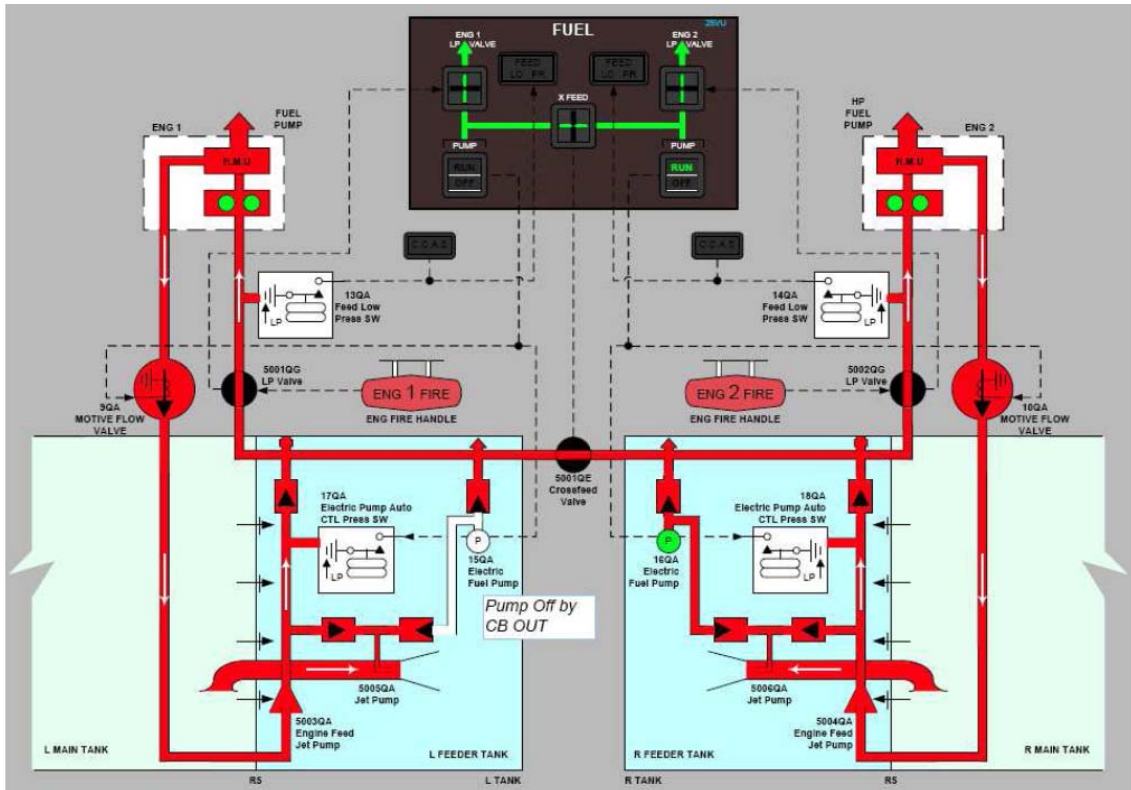 FUEL
25VU
ENG 1
LP VALVE
ENG 2
LP VALVE
FEED
LO PR
FEED
LO PR
X FEED
PUMP
RUN
OFF
PUMP
RUN
OFF
FUEL
PUMP
ENG 1
H.M.U
HP
FUEL
PUMP
ENG 2
H.M.U
C.C.A.S
C.C.A.S
13QA
Feed Low
Press SW
LP
14QA
Feed Low
Press SW
LP
5001QG
LP Valve
ENG 1 FIRE
ENG FIRE HANDLE
5002QG
LP Valve
ENG 2 FIRE
ENG FIRE HANDLE
9QA
MOTIVE FLOW
VALVE
10QA
MOTIVE FLOW
VALVE
5001QE
Crossfeed
Valve
17QA
Electric Pump Auto
CTL Press SW
LP
18QA
Electric Pump Auto
CTL Press SW
LP
P
15QA
Electric
Fuel Pump
P
16QA
Electric
Fuel Pump
Pump Off by
CB OUT
5005QA
Jet Pump
5006QA
Jet Pump
5003QA
Engine Feed
Jet Pump
5004QA
Engine Feed
Jet Pump
L MAIN TANK
L FEEDER TANK
R FEEDER TANK
R MAIN TANK
R5
L TANK
R TANK
R5